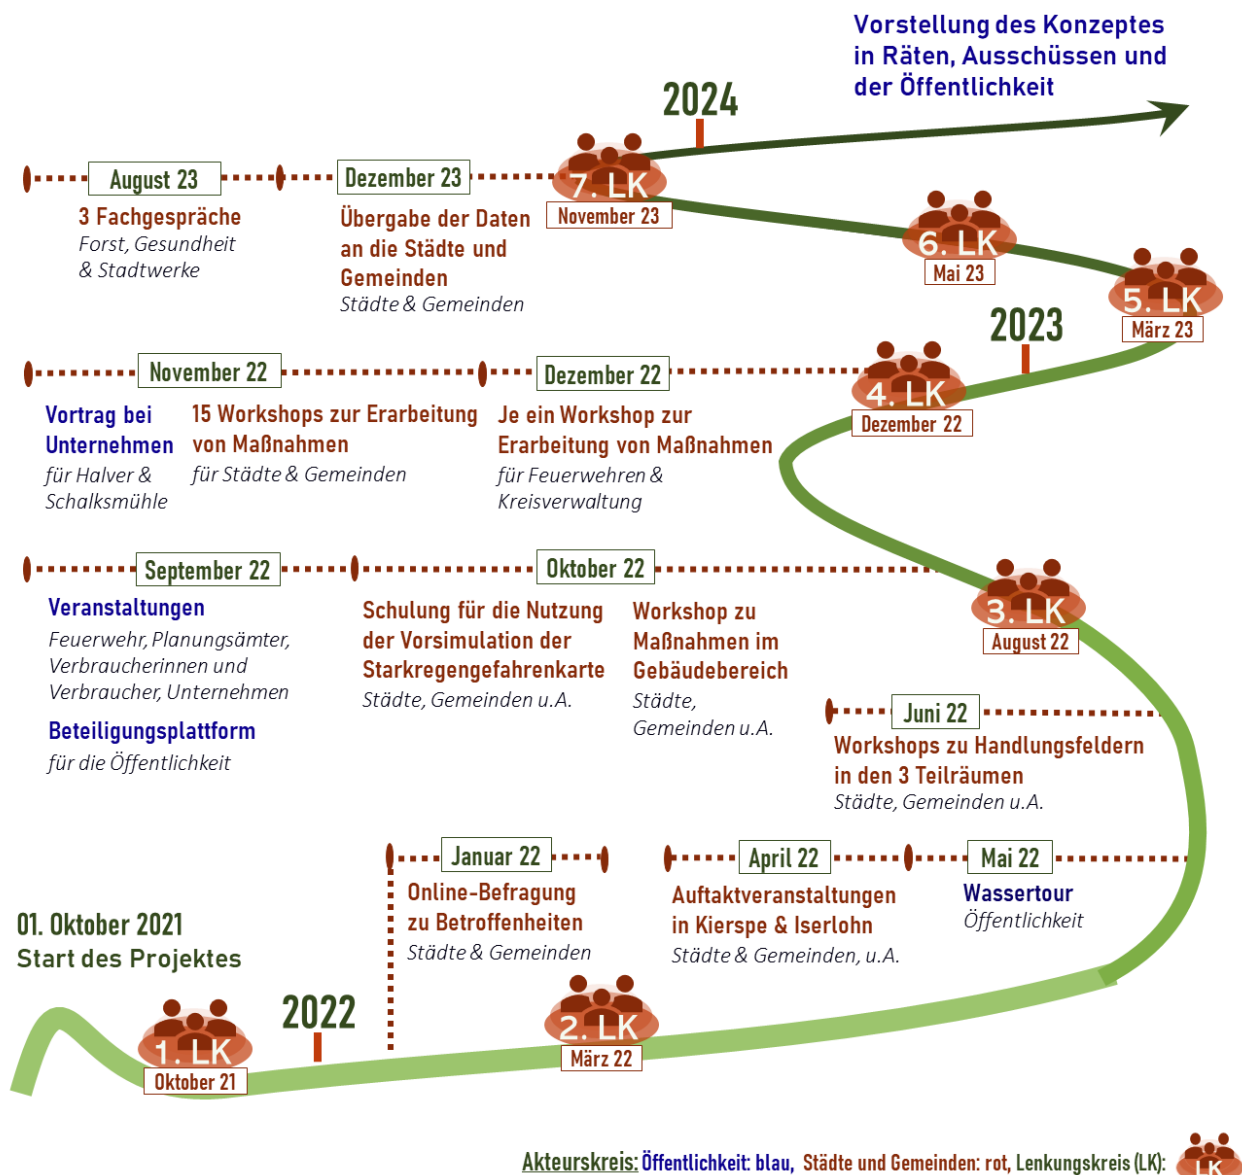 Vorstellung des Konzeptes
in Räten, Ausschüssen und
der Öffentlichkeit
2024
7. LK
November 23
August 23
3 Fachgespräche
Forst, Gesundheit
& Stadtwerke
Dezember 23
Übergabe der Daten
an die Städte und
Gemeinden
Städte & Gemeinden
6. LK
Mai 23
5. LK
März 23
2023
4. LK
Dezember 22
November 22
Vortrag bei
Unternehmen
für Halver &
Schalksmühle
15 Workshops zur Erarbeitung
von Maßnahmen
für Städte & Gemeinden
Dezember 22
Je ein Workshop zur
Erarbeitung von Maßnahmen
für Feuerwehren &
Kreisverwaltung
September 22
Veranstaltungen
Feuerwehr, Planungsämter,
Verbraucherinnen und
Verbraucher, Unternehmen
Beteiligungsplattform
für die Öffentlichkeit
Oktober 22
Schulung für die Nutzung
der Vorsimulation der
Starkregengefahrenkarte
Städte, Gemeinden u.A.
Workshop zu
Maßnahmen im
Gebäudebereich
Städte,
Gemeinden u.A.
3. LK
August 22
Juni 22
Workshops zu Handlungsfeldern
in den 3 Teilräumen
Städte, Gemeinden u.A.
Januar 22
Online-Befragung
zu Betroffenheiten
Städte & Gemeinden
April 22
Auftaktveranstaltungen
in Kierspe & Iserlohn
Städte & Gemeinden, u.A.
Mai 22
Wassertour
Öffentlichkeit
01. Oktober 2021
Start des Projektes
1. LK
Oktober 21
2022
2. LK
März 22
Akteurskreis: Öffentlichkeit: blau, Städte und Gemeinden: rot, Lenkungskreis (LK): LK